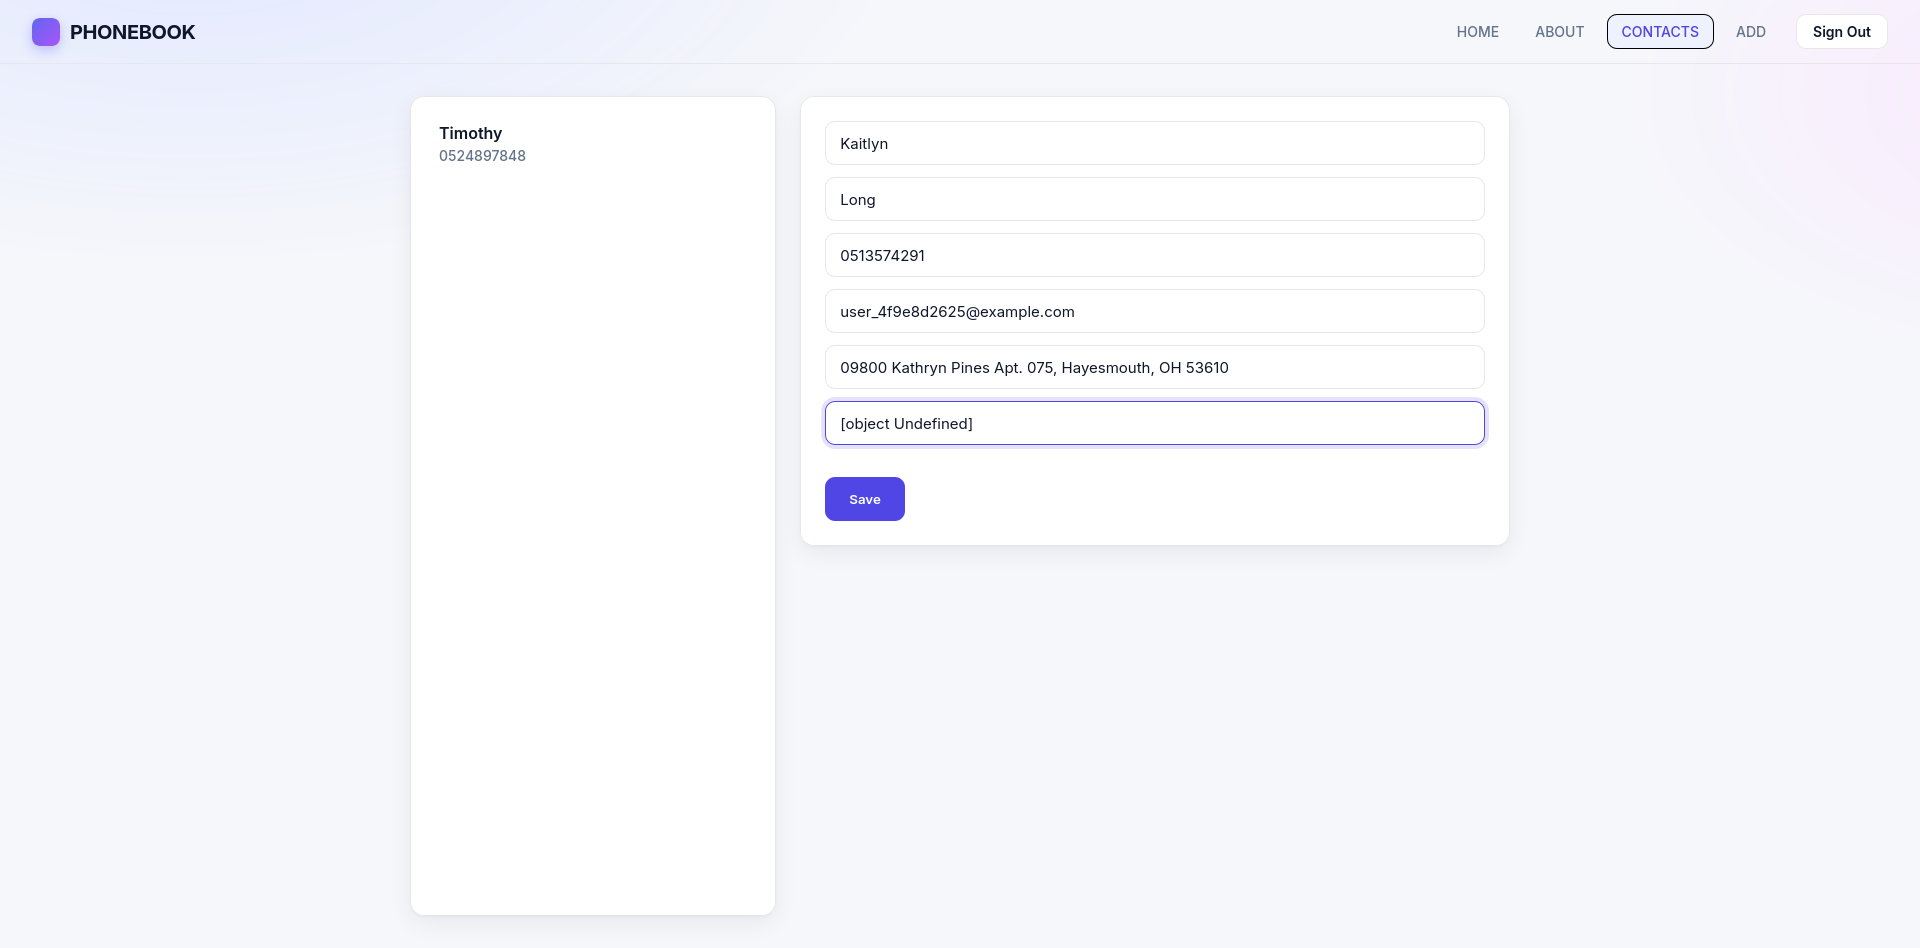 PHONEBOOK
HOME
ABOUT
CONTACTS
ADD
Sign Out
Timothy
0524897848
Kaitlyn
Long
0513574291
user_4f9e8d2625@example.com
09800 Kathryn Pines Apt. 075, Hayesmouth, OH 53610
[object Undefined]
Save